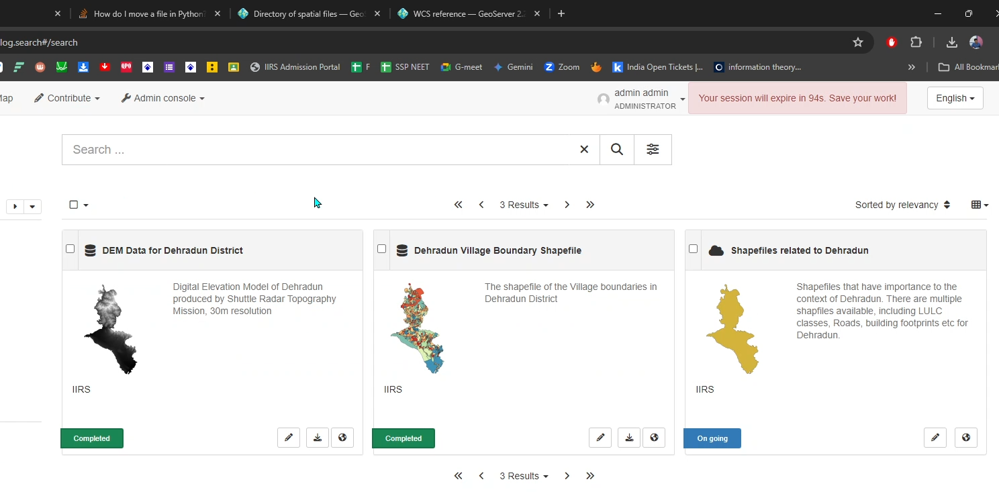 How do I move a file in Python
Directory of spatial files — Geo
WCS reference — GeoServer 2.
log.search#/search
IIRS Admission Portal
F
SSP NEET
G-meet
Gemini
Zoom
India Open Tickets |...
information theory...
All Bookmar
Map
Contribute
Admin console
admin admin
ADMINISTRATOR
Your session will expire in 94s. Save your work!
English
Search ...
3 Results
Sorted by relevancy
DEM Data for Dehradun District
Digital Elevation Model of Dehradun
produced by Shuttle Radar Topography
Mission, 30m resolution
IIRS
Completed
Dehradun Village Boundary Shapefile
The shapefile of the Village boundaries in
Dehradun District
IIRS
Completed
Shapefiles related to Dehradun
Shapefiles that have importance to the
context of Dehradun. There are multiple
shapfiles available, including LULC
classes, Roads, building footprints etc for
Dehradun.
IIRS
On going
3 Results